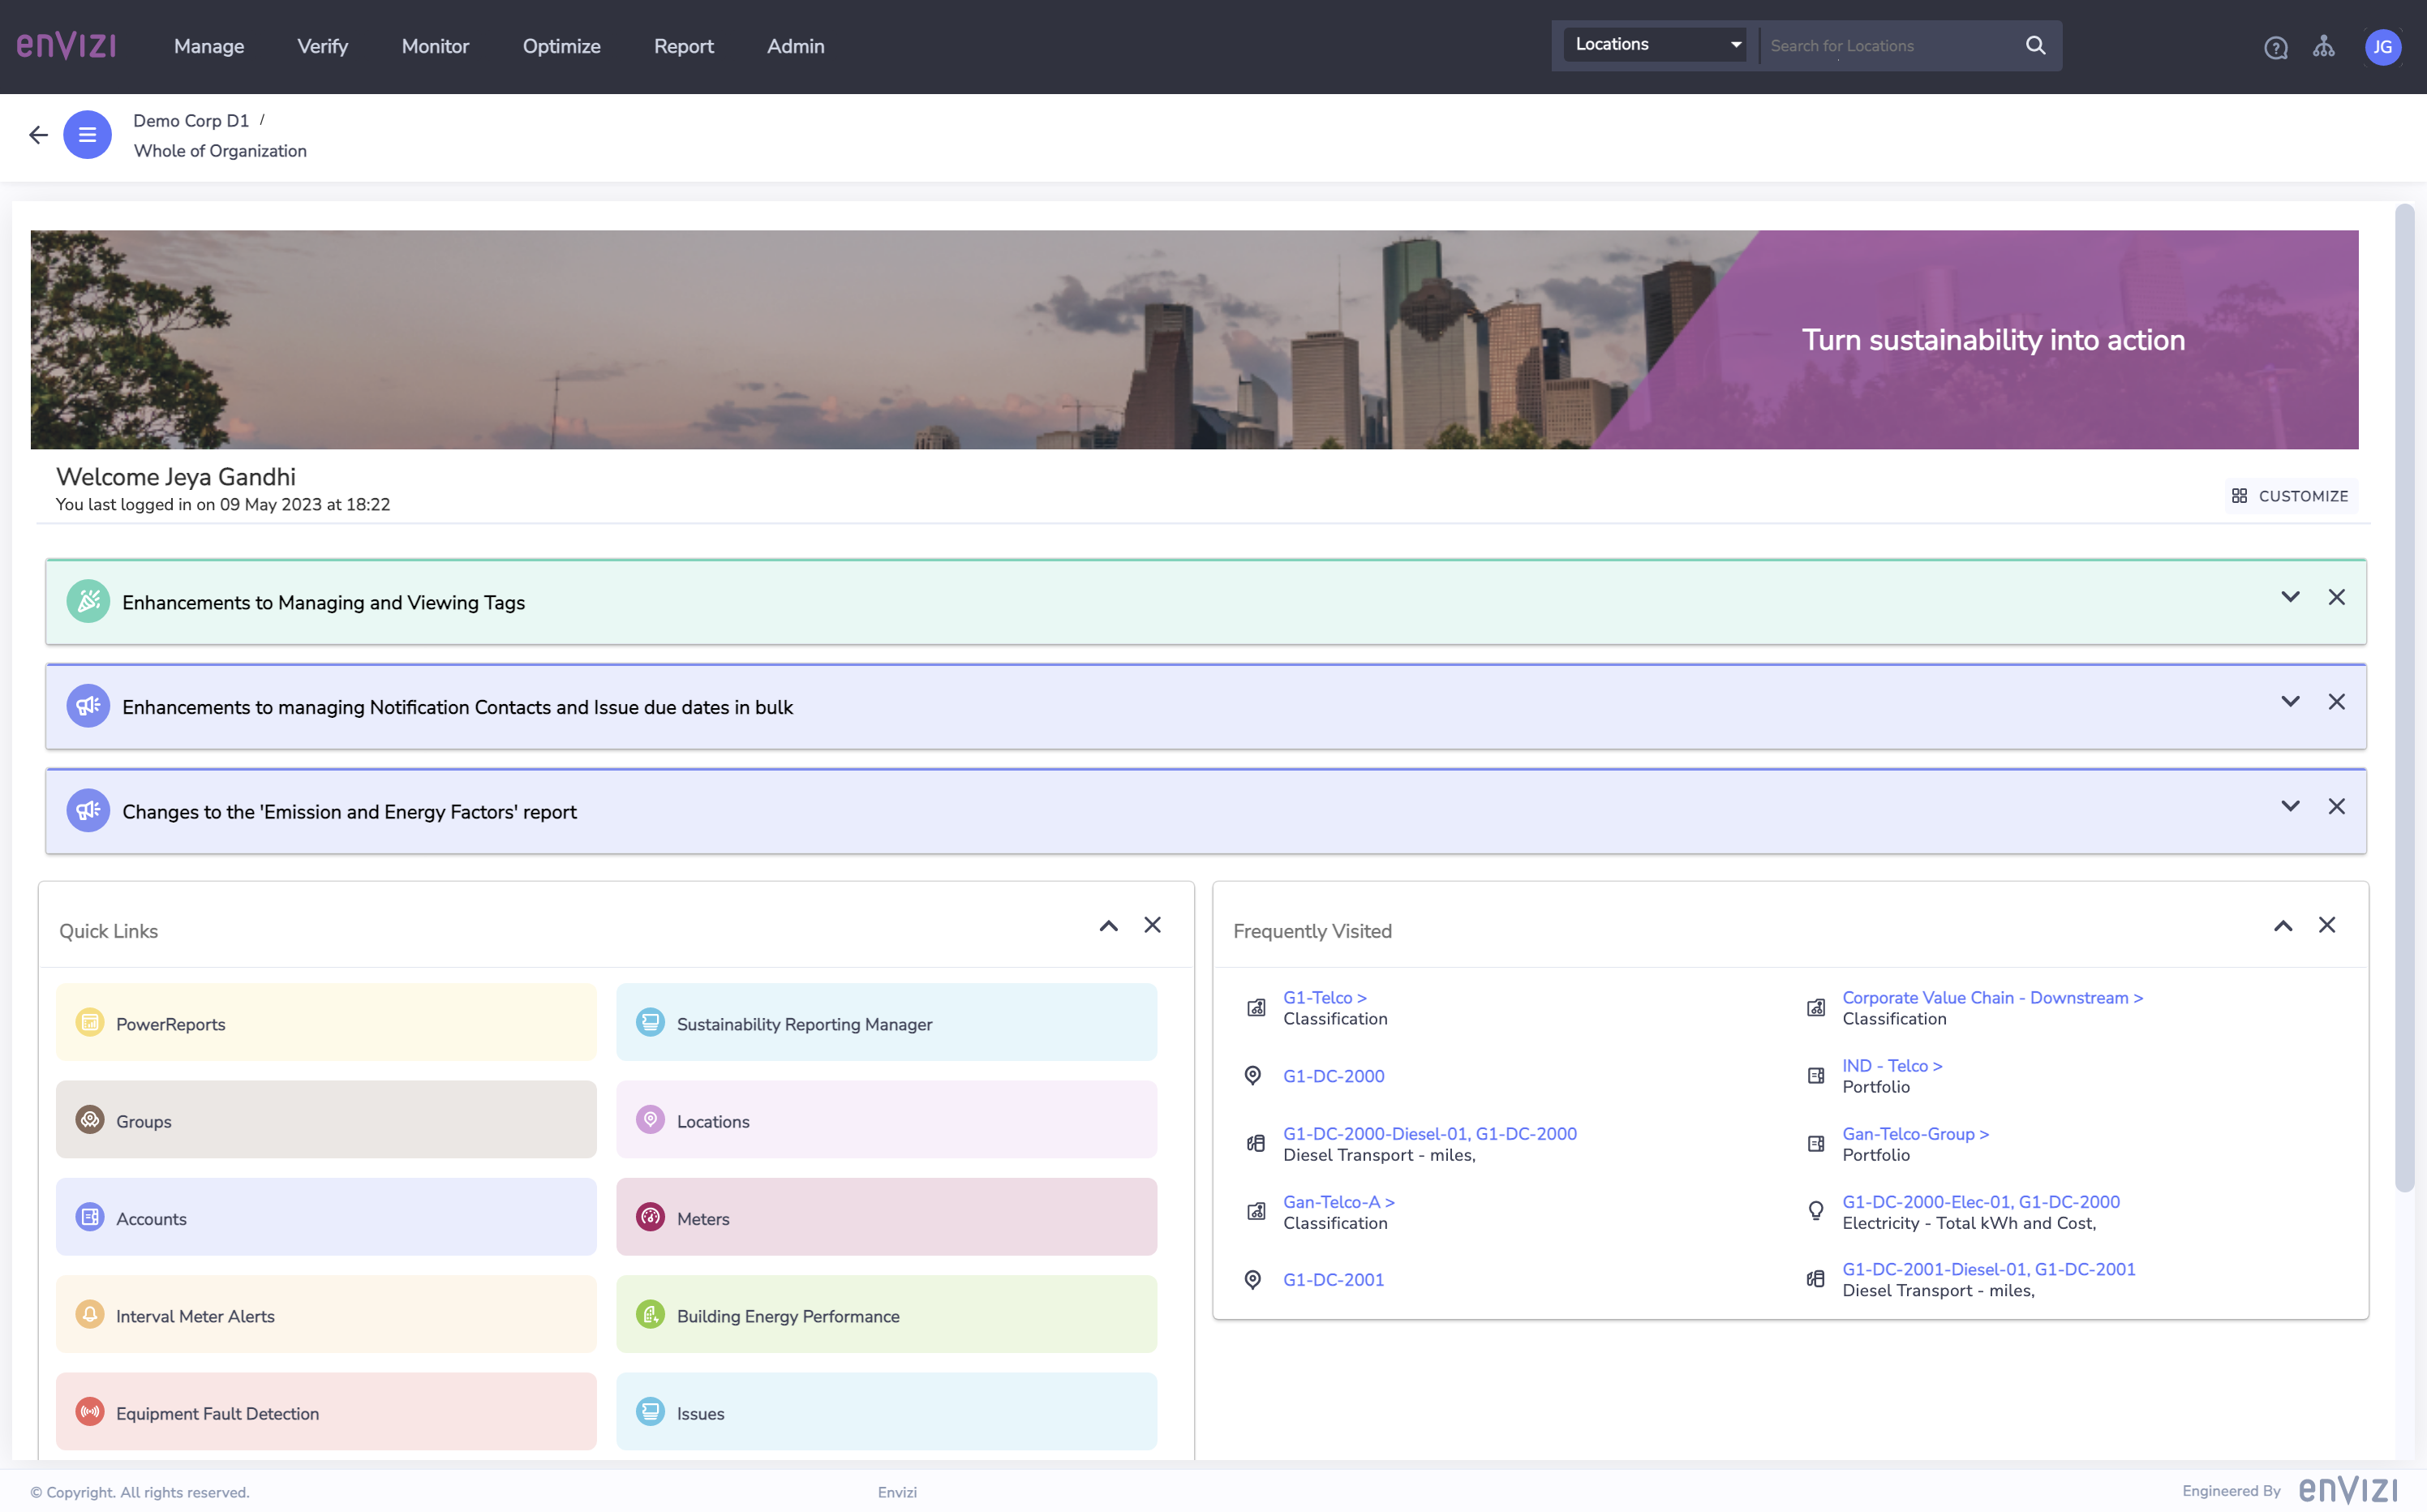 enVIZI
Manage
Verify
Monitor
Optimize
Report
Admin
Locations
Search for Locations
JG
Demo Corp D1 /
Whole of Organization
Turn sustainability into action
Welcome Jeya Gandhi
You last logged in on 09 May 2023 at 18:22
CUSTOMIZE
Enhancements to Managing and Viewing Tags
Enhancements to managing Notification Contacts and Issue due dates in bulk
Changes to the 'Emission and Energy Factors' report
Quick Links
PowerReports
Sustainability Reporting Manager
Groups
Locations
Accounts
Meters
Interval Meter Alerts
Building Energy Performance
Equipment Fault Detection
Issues
Frequently Visited
G1-Telco >
Classification
Corporate Value Chain - Downstream >
Classification
G1-DC-2000
IND - Telco >
Portfolio
G1-DC-2000-Diesel-01, G1-DC-2000
Diesel Transport - miles,
Gan-Telco-Group >
Portfolio
Gan-Telco-A >
Classification
G1-DC-2000-Elec-01, G1-DC-2000
Electricity - Total kWh and Cost,
G1-DC-2001
G1-DC-2001-Diesel-01, G1-DC-2001
Diesel Transport - miles,
© Copyright. All rights reserved.
Envizi
Engineered By enVIZI